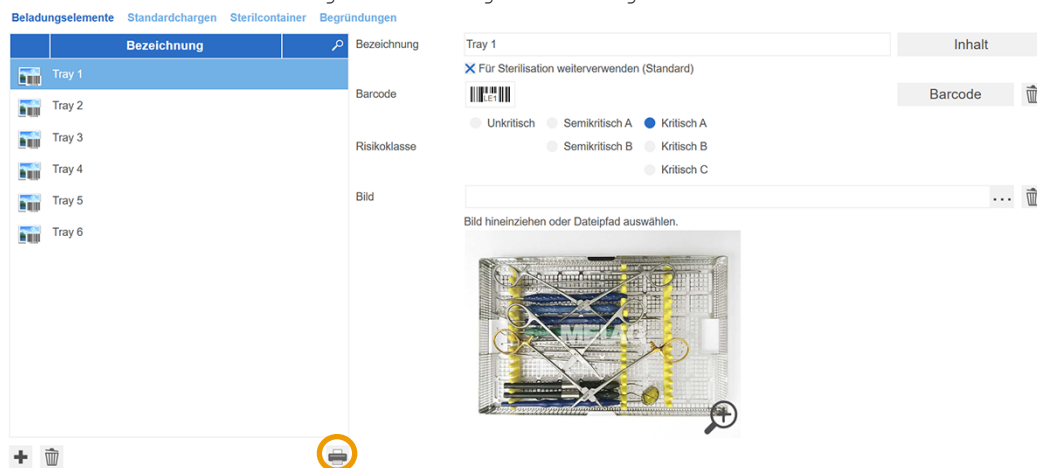 Beladungselemente Standardchargen Sterilcontainer Begründungen
Bezeichnung
Tray 1
Tray 2
Tray 3
Tray 4
Tray 5
Tray 6
Bezeichnung Tray 1 Inhalt
Für Sterilisation weiterverwenden (Standard)
Barcode LE1 Barcode
Risikoklasse
Unkritisch Semikritisch A Kritisch A
Semikritisch B Kritisch B
Kritisch C
Bild ...
Bild hineinziehen oder Dateipfad auswählen.
MELAG